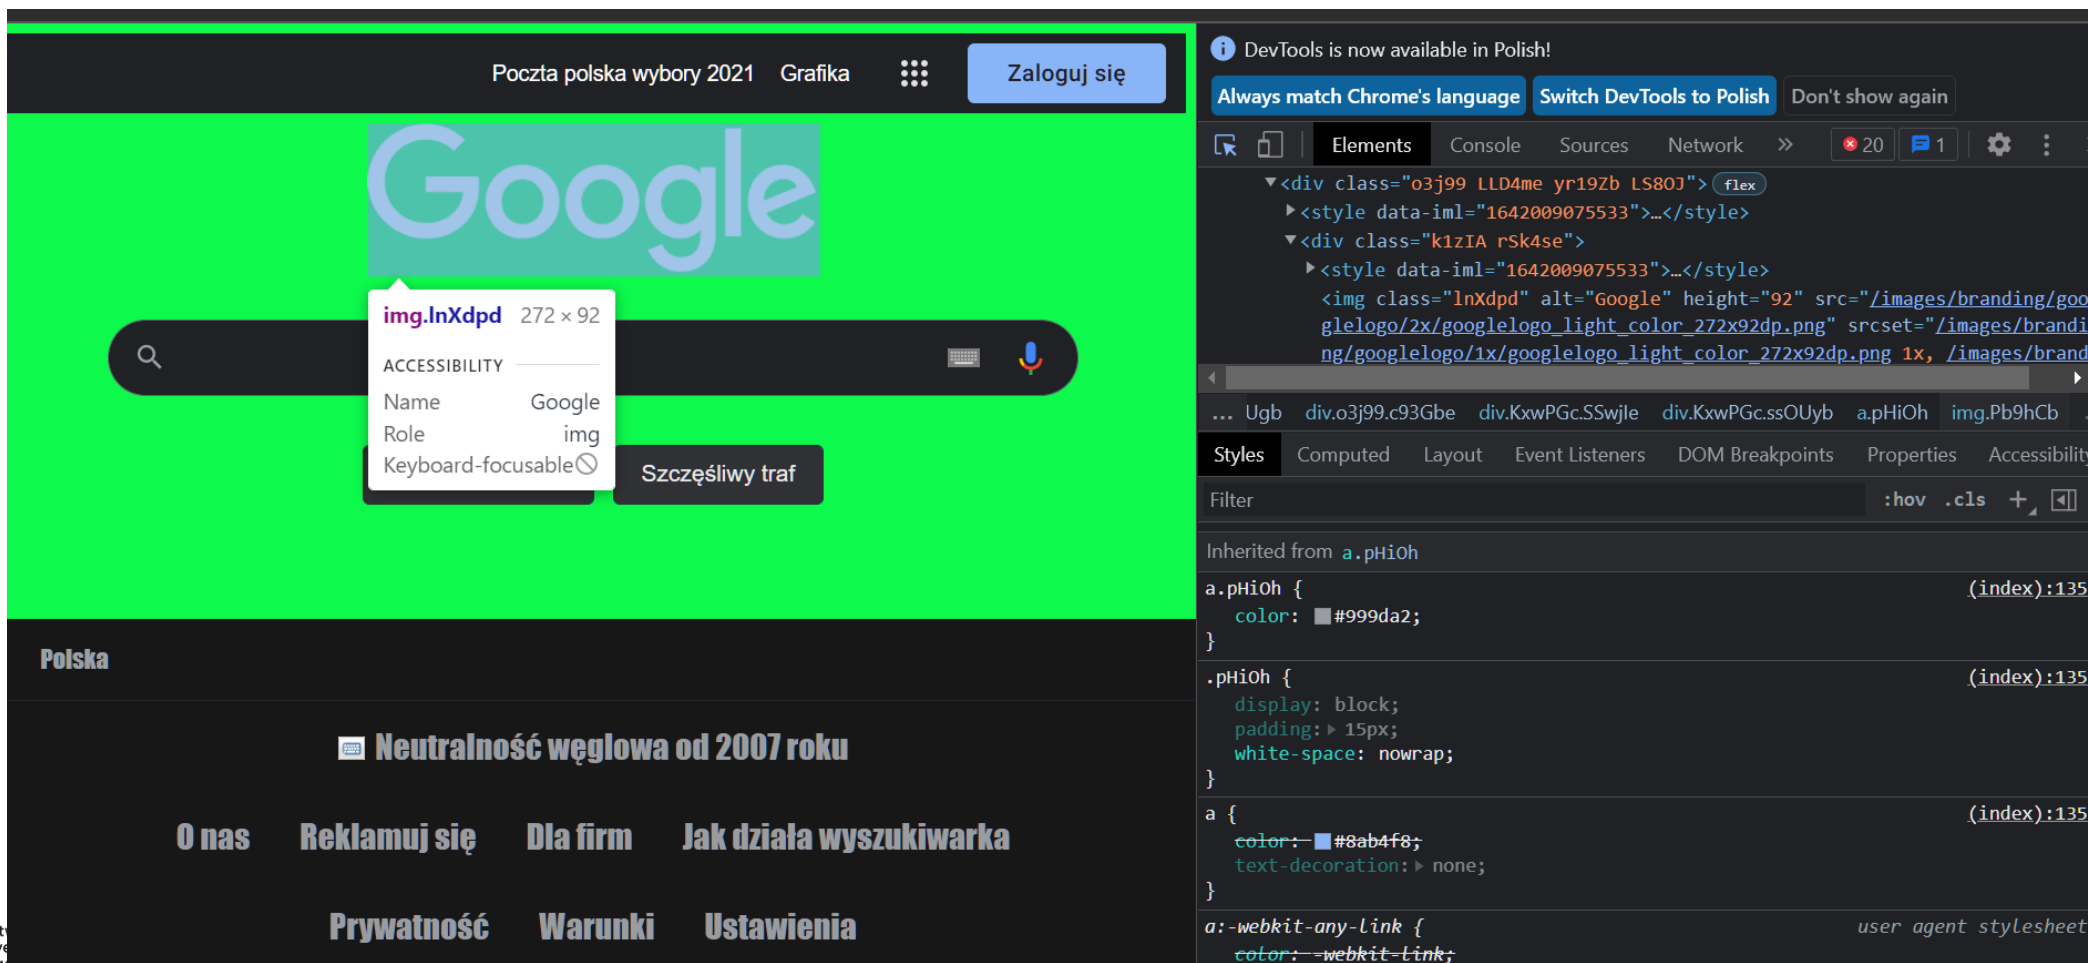 Poczta polska wybory 2021 Grafika Zaloguj się
Google
img.lnXdpd 272 × 92
ACCESSIBILITY
Name Google
Role img
Keyboard-focusable
Szczęśliwy traf
Polska
Neutralność węglowa od 2007 roku
O nas Reklamuj się Dla firm Jak działa wyszukiwarka
Prywatność Warunki Ustawienia
DevTools is now available in Polish!
Always match Chrome's language Switch DevTools to Polish Don't show again
Elements Console Sources Network » 20 1
<div class="o3j99 LLD4me yr19Zb LS8OJ"> flex
<style data-iml="1642009075533">…</style>
<div class="k1zIA rSk4se">
<style data-iml="1642009075533">…</style>
<img class="lnXdpd" alt="Google" height="92" src="/images/branding/goo
glelogo/2x/googlelogo_light_color_272x92dp.png" srcset="/images/brandi
ng/googlelogo/1x/googlelogo_light_color_272x92dp.png 1x, /images/brand
… Ugb div.o3j99.c93Gbe div.KxwPGc.SSwjIe div.KxwPGc.ssOUyb a.pHiOh img.Pb9hCb
Styles Computed Layout Event Listeners DOM Breakpoints Properties Accessibility
Filter :hov .cls +
Inherited from a.pHiOh
a.pHiOh { (index):135
color: #999da2;
}
.pHiOh { (index):135
display: block;
padding: 15px;
white-space: nowrap;
}
a { (index):135
color: #8ab4f8;
text-decoration: none;
}
a:-webkit-any-link { user agent stylesheet
color: -webkit-link;